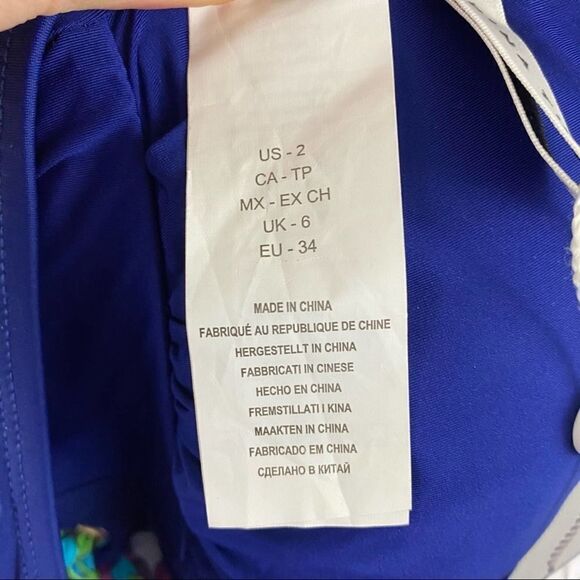 US - 2
CA - TP
MX - EX CH
UK - 6
EU - 34
MADE IN CHINA
FABRIQUÉ AU REPUBLIQUE DE CHINE
HERGESTELLT IN CHINA
FABBRICATI IN CINESE
HECHO EN CHINA
FREMSTILLATI I KINA
MAAKTEN IN CHINA
FABRICADO EM CHINA
СДЕЛАНО В КИТАЙ